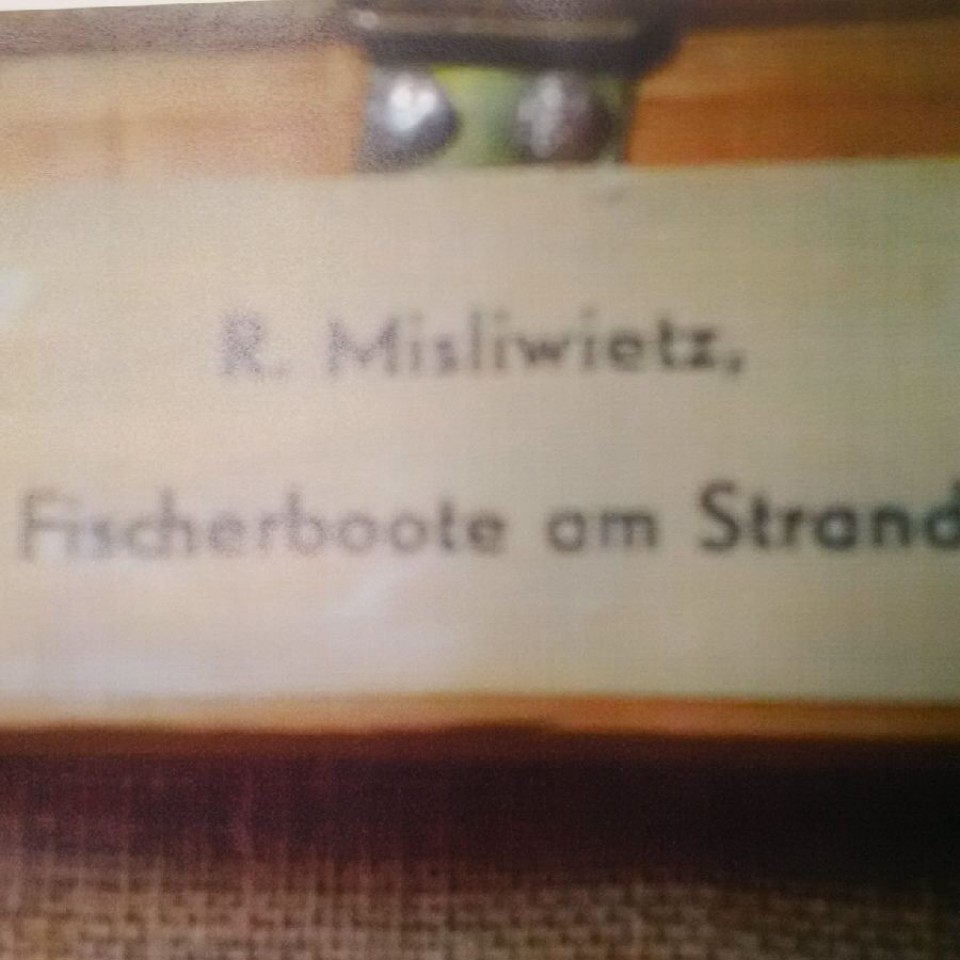 R. Misliwietz,
Fischerboote am Strand